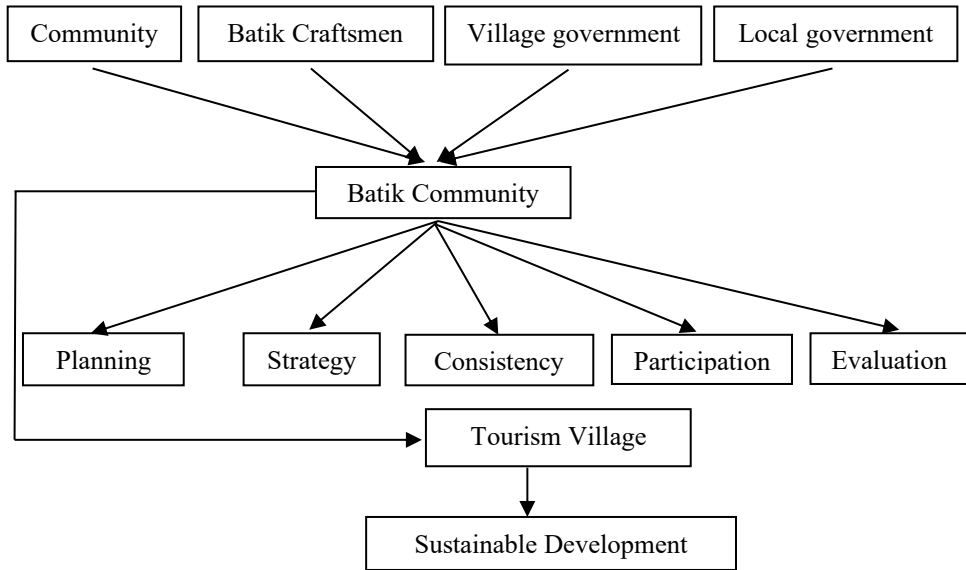 Community
Batik Craftsmen
Village government
Local government
Batik Community
Planning
Strategy
Consistency
Participation
Evaluation
Tourism Village
Sustainable Development